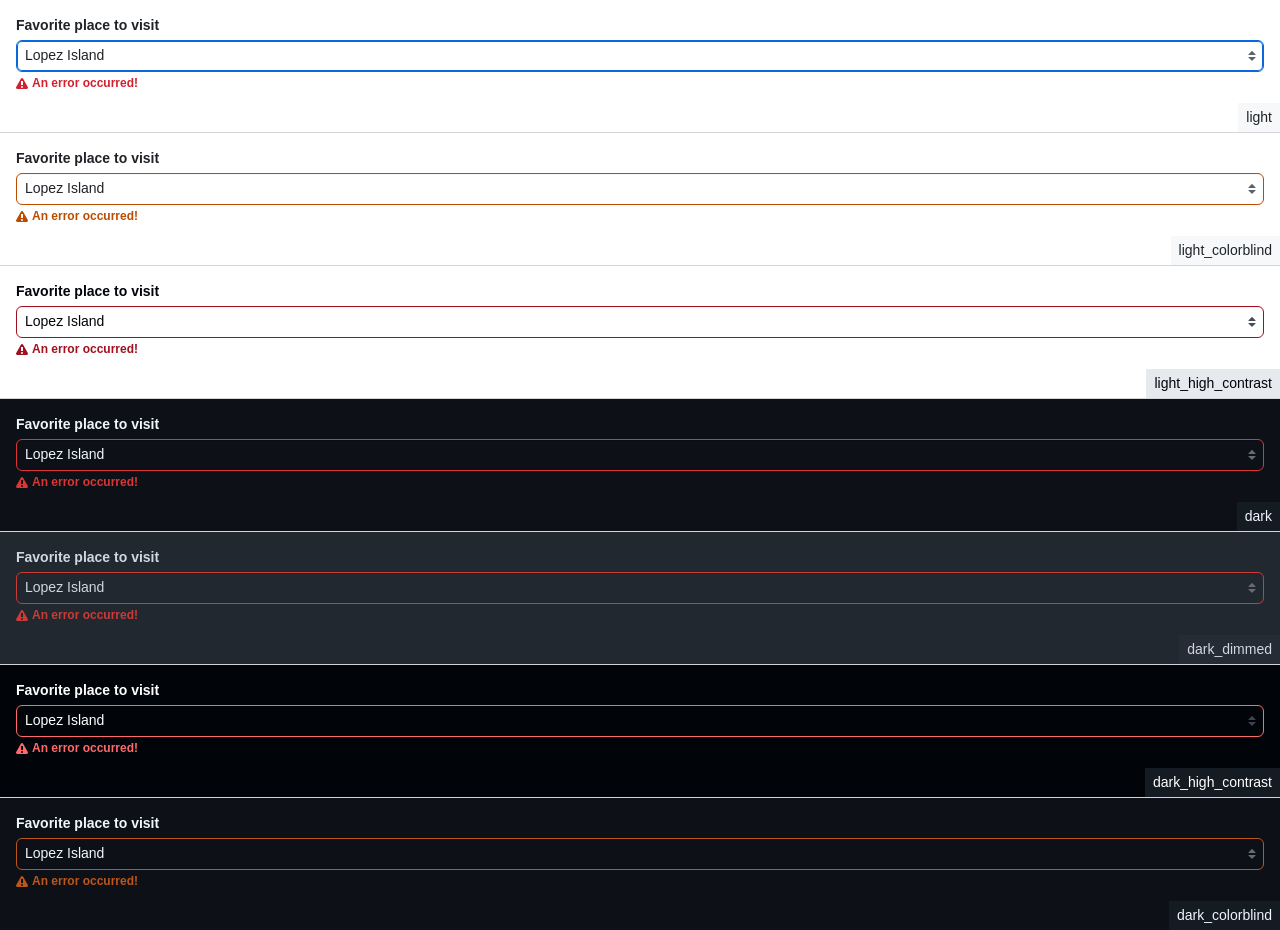 Favorite place to visit
Lopez Island
An error occurred!
light
Favorite place to visit
Lopez Island
An error occurred!
light_colorblind
Favorite place to visit
Lopez Island
An error occurred!
light_high_contrast
Favorite place to visit
Lopez Island
An error occurred!
dark
Favorite place to visit
Lopez Island
An error occurred!
dark_dimmed
Favorite place to visit
Lopez Island
An error occurred!
dark_high_contrast
Favorite place to visit
Lopez Island
An error occurred!
dark_colorblind